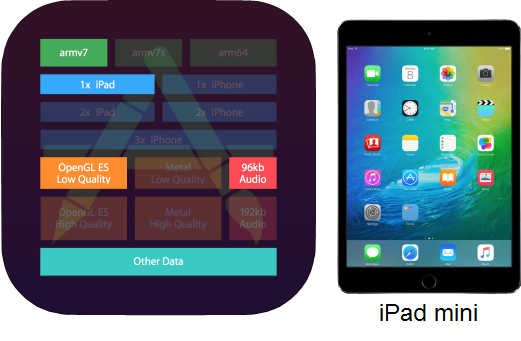 armv7 armv7s arm64
1x iPad 1x iPhone
2x iPad 2x iPhone
3x iPhone
OpenGL ES Metal 96kb
Low Quality Low Quality Audio
OpenGL ES Metal 192kb
High Quality High Quality Audio
Other Data
iPad mini